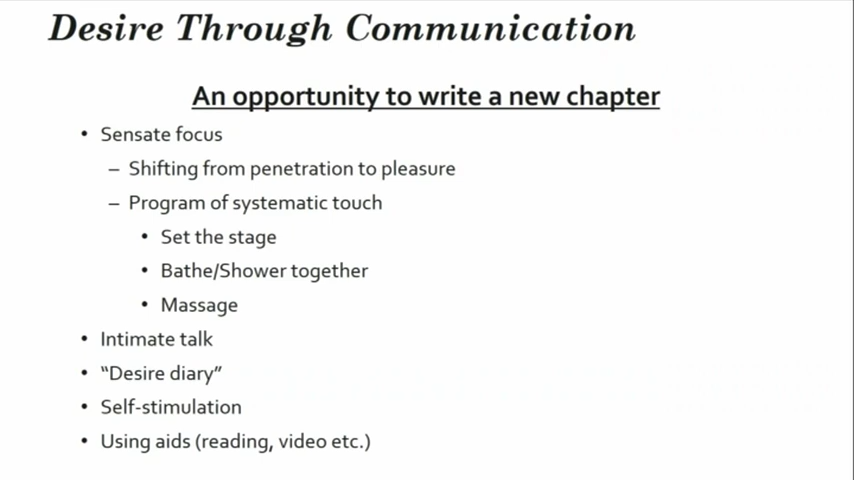 Desire Through Communication
An opportunity to write a new chapter
• Sensate focus
– Shifting from penetration to pleasure
– Program of systematic touch
• Set the stage
• Bathe/Shower together
• Massage
• Intimate talk
• “Desire diary”
• Self-stimulation
• Using aids (reading, video etc.)